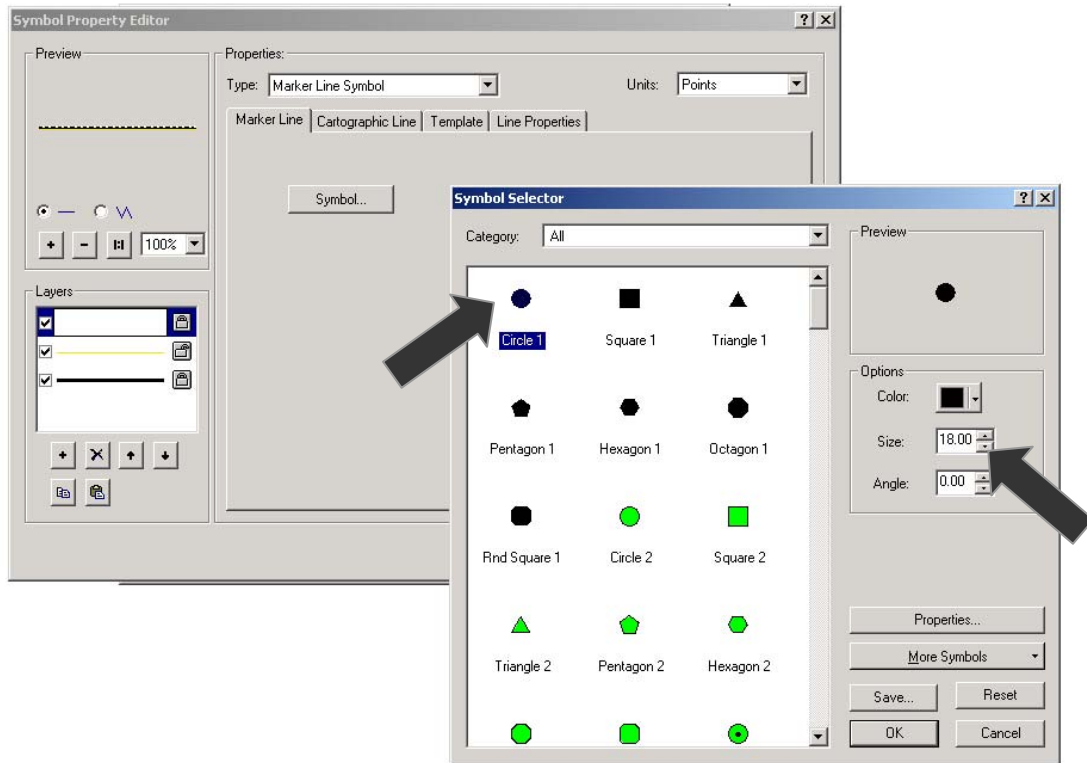 Symbol Property Editor
Preview
Properties:
Type: Marker Line Symbol
Units: Points
Marker Line
Cartographic Line
Template
Line Properties
Symbol...
100%
Layers
Symbol Selector
Category: All
Circle 1
Square 1
Triangle 1
Pentagon 1
Hexagon 1
Octagon 1
Rnd Square 1
Circle 2
Square 2
Triangle 2
Pentagon 2
Hexagon 2
Preview
Options
Color:
Size: 18.00
Angle: 0.00
Properties...
More Symbols
Save...
Reset
OK
Cancel